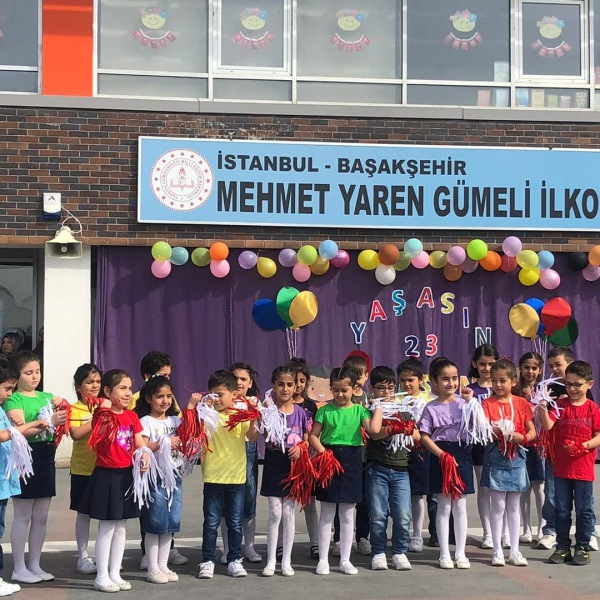 İSTANBUL - BAŞAKŞEHİR
MEHMET YAREN GÜMELİ İLKO
YAŞASIN
23 N